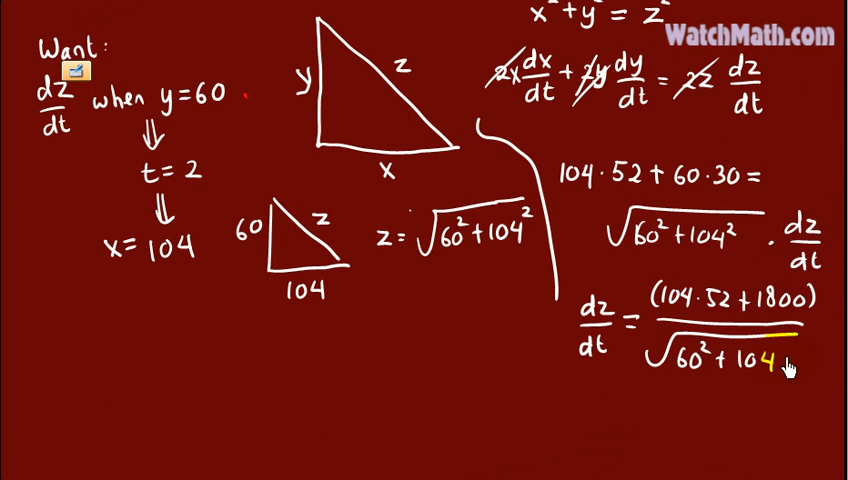 Want:
dz/dt when y=60
⇓
t=2
⇓
x=104
y
z
x
60
z
104
z=√(60²+104²)
x²+y²=z²
WatchMath.com
2x dx/dt + 2y dy/dt = 2z dz/dt
104·52+60·30=
√(60²+104²) · dz/dt
dz/dt = (104·52+1800)/√(60²+104